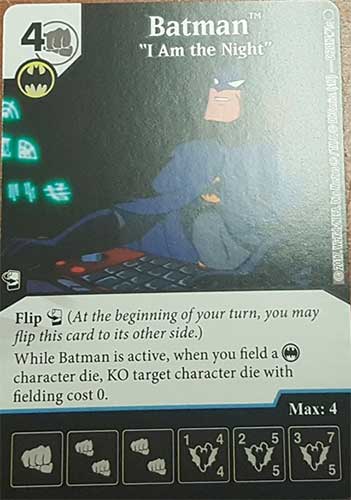 4
Batman™
"I Am the Night"
Flip (At the beginning of your turn, you may
flip this card to its other side.)
While Batman is active, when you field a
character die, KO target character die with
fielding cost 0.
Max: 4
1 4 4
2 5 5
3 7 5